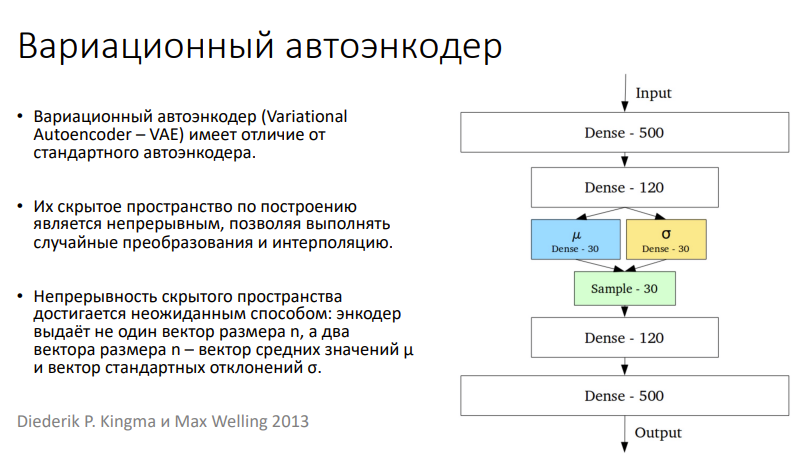 Вариационный автоэнкодер
• Вариационный автоэнкодер (Variational
Autoencoder – VAE) имеет отличие от
стандартного автоэнкодера.
• Их скрытое пространство по построению
является непрерывным, позволяя выполнять
случайные преобразования и интерполяцию.
• Непрерывность скрытого пространства
достигается неожиданным способом: энкодер
выдаёт не один вектор размера n, а два
вектора размера n – вектор средних значений μ
и вектор стандартных отклонений σ.
Diederik P. Kingma и Max Welling 2013
Input
Dense - 500
Dense - 120
μ
Dense - 30
σ
Dense - 30
Sample - 30
Dense - 120
Dense - 500
Output